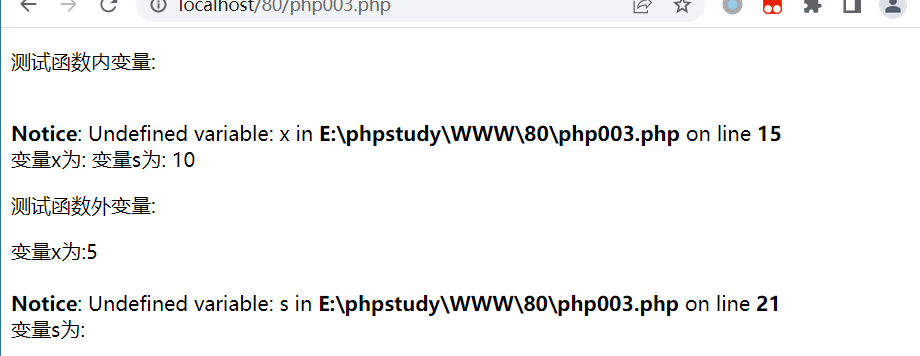 localhost/80/php003.php
测试函数内变量:
Notice: Undefined variable: x in E:\phpstudy\WWW\80\php003.php on line 15
变量x为: 变量s为: 10
测试函数外变量:
变量x为:5
Notice: Undefined variable: s in E:\phpstudy\WWW\80\php003.php on line 21
变量s为: